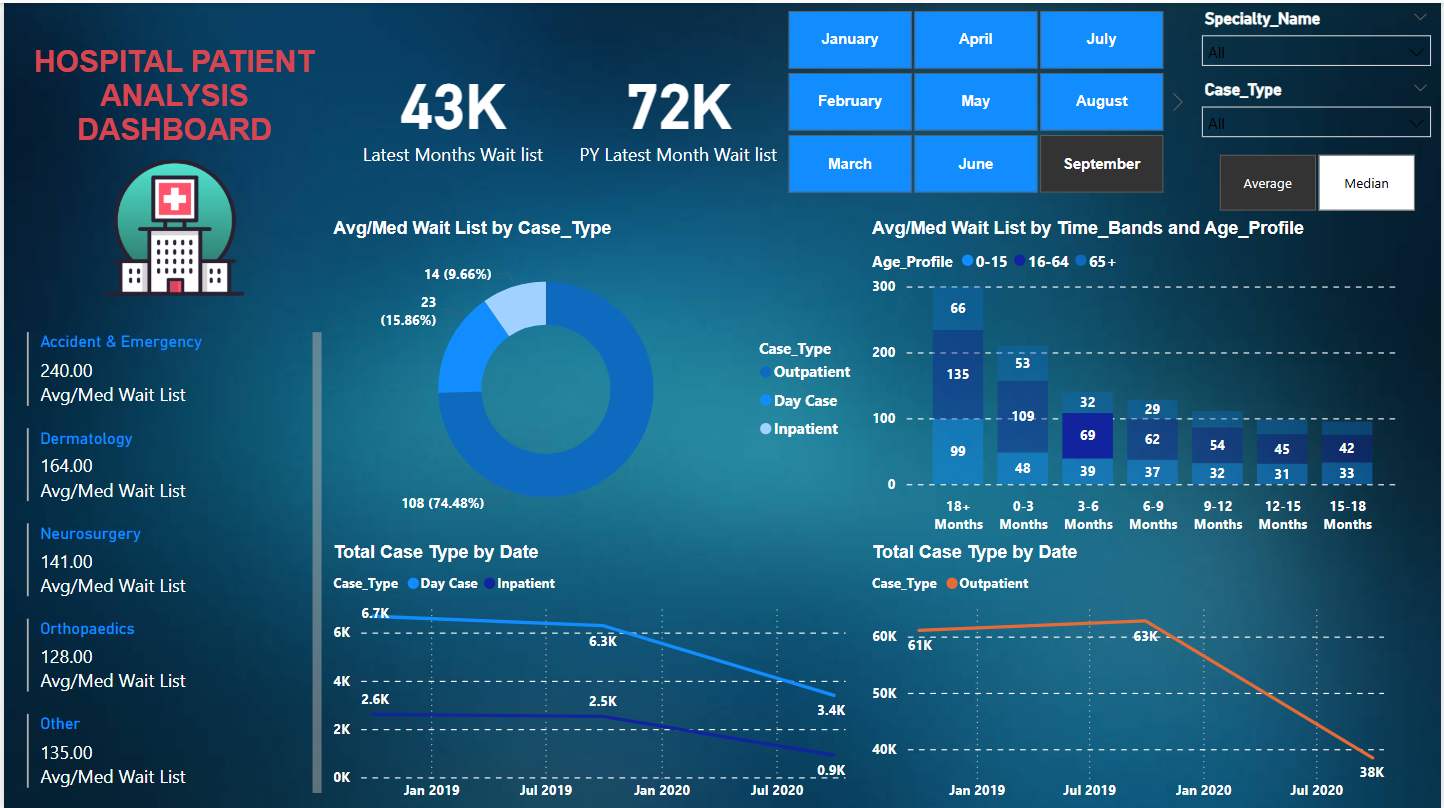 HOSPITAL PATIENT
ANALYSIS
DASHBOARD
43K
Latest Months Wait list
72K
PY Latest Month Wait list
January
April
July
February
May
August
March
June
September
Specialty_Name
All
Case_Type
All
Average
Median
Accident & Emergency
240.00
Avg/Med Wait List
Dermatology
164.00
Avg/Med Wait List
Neurosurgery
141.00
Avg/Med Wait List
Orthopaedics
128.00
Avg/Med Wait List
Other
135.00
Avg/Med Wait List
Avg/Med Wait List by Case_Type
14 (9.66%)
23
(15.86%)
108 (74.48%)
Case_Type
Outpatient
Day Case
Inpatient
Avg/Med Wait List by Time_Bands and Age_Profile
Age_Profile 0-15 16-64 65+
300
200
100
0
66
135
99
53
109
48
32
69
39
29
62
37
54
32
45
31
42
33
18+
Months
0-3
Months
3-6
Months
6-9
Months
9-12
Months
12-15
Months
15-18
Months
Total Case Type by Date
Case_Type Day Case Inpatient
6K
4K
2K
0K
6.7K
6.3K
3.4K
2.6K
2.5K
0.9K
Jan 2019
Jul 2019
Jan 2020
Jul 2020
Total Case Type by Date
Case_Type Outpatient
60K
50K
40K
61K
63K
38K
Jan 2019
Jul 2019
Jan 2020
Jul 2020